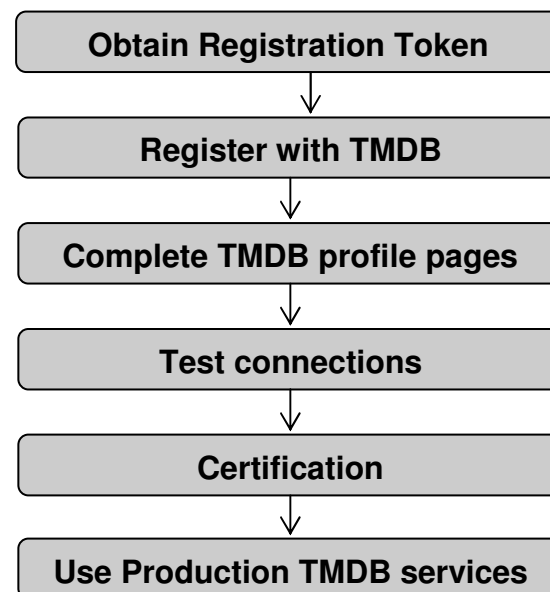 Obtain Registration Token
Register with TMDB
Complete TMDB profile pages
Test connections
Certification
Use Production TMDB services